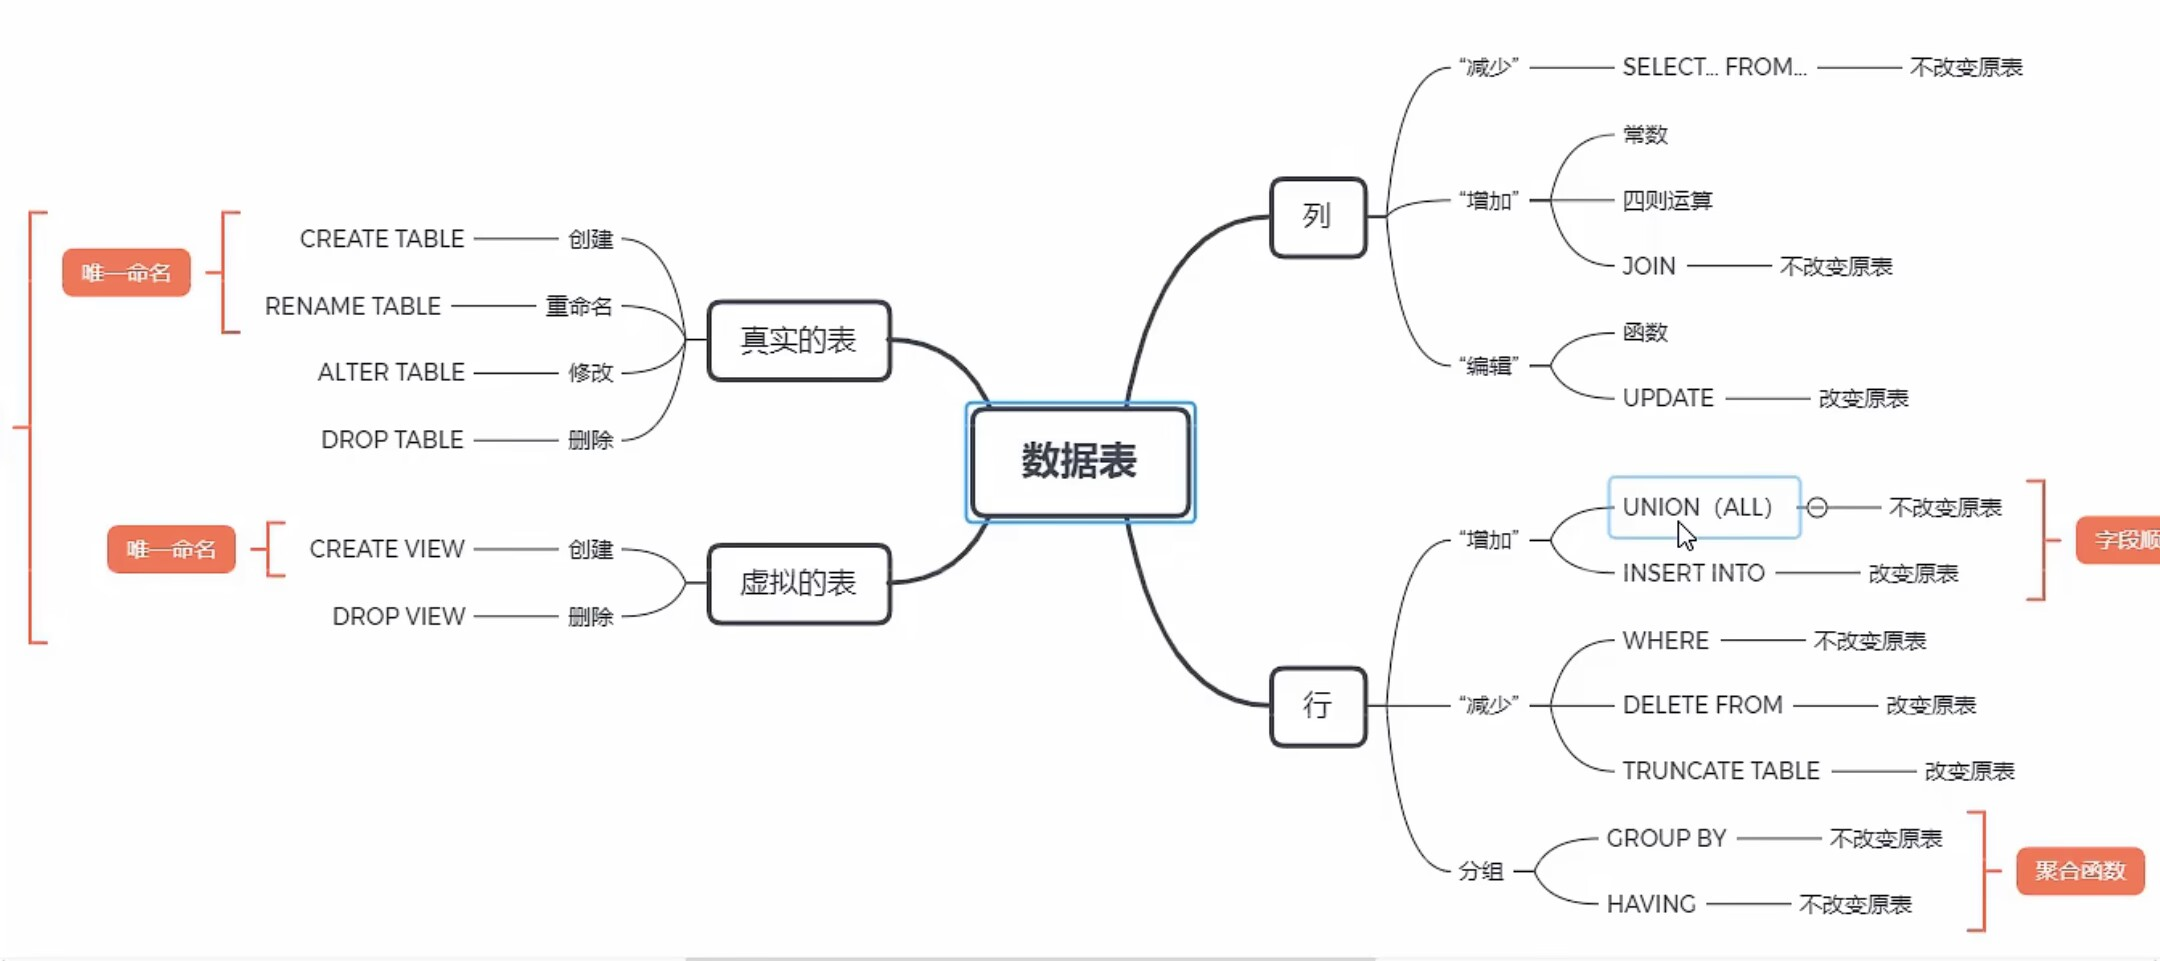 数据表
真实的表
创建
CREATE TABLE
重命名
RENAME TABLE
唯一命名
修改
ALTER TABLE
删除
DROP TABLE
虚拟的表
创建
CREATE VIEW
唯一命名
删除
DROP VIEW
列
“减少”
SELECT... FROM...
不改变原表
“增加”
常数
四则运算
JOIN
不改变原表
“编辑”
函数
UPDATE
改变原表
行
“增加”
UNION（ALL）
不改变原表
INSERT INTO
改变原表
字段顺
“减少”
WHERE
不改变原表
DELETE FROM
改变原表
TRUNCATE TABLE
改变原表
分组
GROUP BY
不改变原表
HAVING
不改变原表
聚合函数